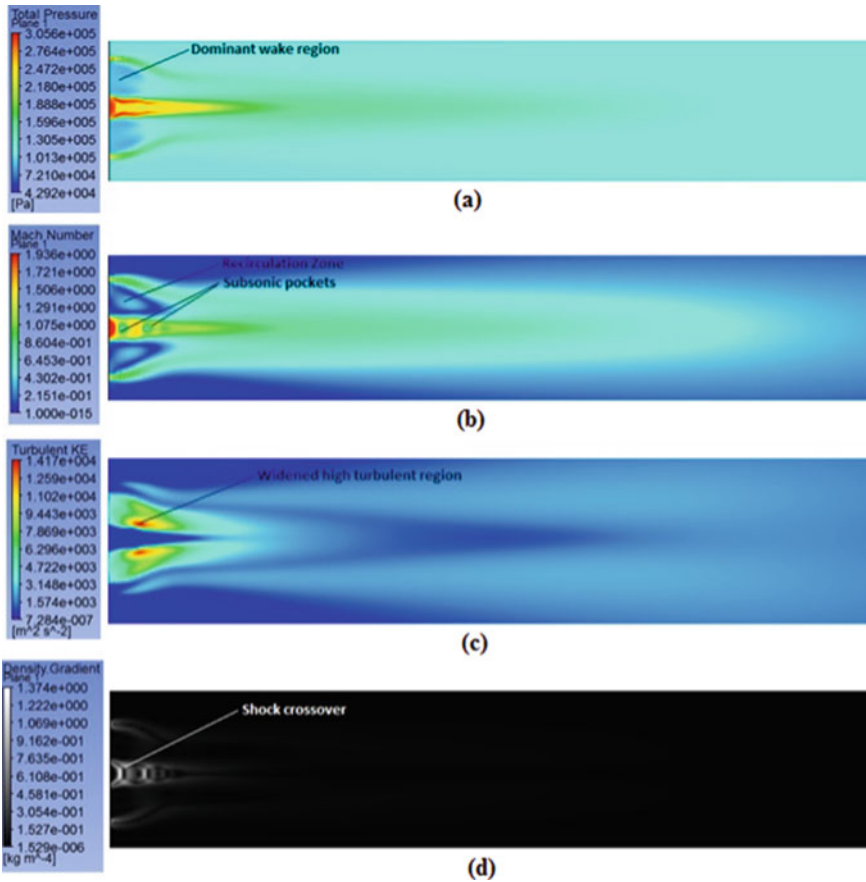 Total Pressure
Plane 1
3.056e+005
2.764e+005
2.472e+005
2.180e+005
1.888e+005
1.596e+005
1.305e+005
1.013e+005
7.210e+004
4.292e+004
[Pa]
Dominant wake region
(a)
Mach Number
Plane 1
1.936e+000
1.721e+000
1.506e+000
1.291e+000
1.075e+000
8.604e-001
6.453e-001
4.302e-001
2.151e-001
1.000e-015
Recirculation Zone
Subsonic pockets
(b)
Turbulent KE
1.417e+004
1.259e+004
1.102e+004
9.443e+003
7.869e+003
6.296e+003
4.722e+003
3.148e+003
1.574e+003
7.284e-007
[m^2 s^-2]
Widened high turbulent region
(c)
Density.Gradient
Plane 1
1.374e+000
1.222e+000
1.069e+000
9.162e-001
7.635e-001
6.108e-001
4.581e-001
3.054e-001
1.527e-001
1.529e-006
[kg m^-4]
Shock crossover
(d)